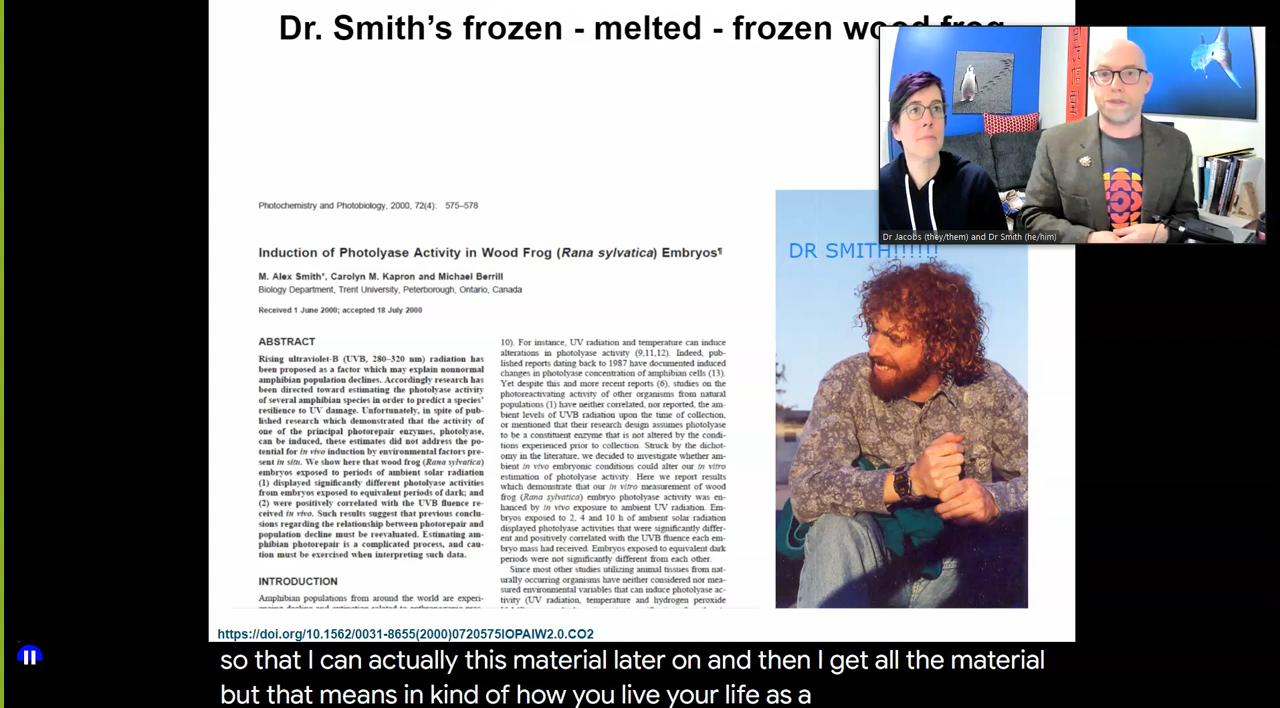 Dr. Smith's frozen - melted - frozen wood frog
Dr Jacobs (they/them) and Dr Smith (he/him)
Photochemistry and Photobiology, 2000, 72(4): 575–578
Induction of Photolyase Activity in Wood Frog (Rana sylvatica) Embryos¶
M. Alex Smith*, Carolyn M. Kapron and Michael Berrill
Biology Department, Trent University, Peterborough, Ontario, Canada
Received 1 June 2000; accepted 18 July 2000
ABSTRACT
Rising ultraviolet-B (UVB, 280–320 nm) radiation has
been proposed as a factor which may explain nonnormal
amphibian population declines. Accordingly research has
been directed toward estimating the photolyase activity
of several amphibian species in order to predict a species'
resilience to UV damage. Unfortunately, in spite of pub-
lished research which demonstrated that the activity of
one of the principal photorepair enzymes, photolyase,
can be induced, these estimates did not address the po-
tential for in vivo induction by environmental factors pre-
sent in situ. We show here that wood frog (Rana sylvatica)
embryos exposed to periods of ambient solar radiation
(1) displayed significantly different photolyase activities
from embryos exposed to equivalent periods of dark; and
(2) were positively correlated with the UVB fluence re-
ceived in vivo. Such results suggest that previous conclu-
sions regarding the relationship between photorepair and
population decline must be reevaluated. Estimating am-
phibian photorepair is a complicated process, and cau-
tion must be exercised when interpreting such data.
INTRODUCTION
Amphibian populations from around the world are experi-
10). For instance, UV radiation and temperature can induce
alterations in photolyase activity (9,11,12). Indeed, pub-
lished reports dating back to 1987 have documented induced
changes in photolyase concentration of amphibian cells (13).
Yet despite this and more recent reports (6), studies on the
photoreactivating activity of other organisms from natural
populations (1) have neither correlated, nor reported, the am-
bient levels of UVB radiation upon the time of collection,
or mentioned that their research design assumes photolyase
to be a constituent enzyme that is not altered by the condi-
tions experienced prior to collection. Struck by the dichot-
omy in the literature, we decided to investigate whether am-
bient in vivo embryonic conditions could alter our in vitro
estimation of photolyase activity. Here we report results
which demonstrate that our in vitro measurement of wood
frog (Rana sylvatica) embryo photolyase activity was en-
hanced by in vivo exposure to ambient UV radiation. Em-
bryos exposed to 2, 4 and 10 h of ambient solar radiation
displayed photolyase activities that were significantly differ-
ent and positively correlated with the UVB fluence each em-
bryo mass had received. Embryos exposed to equivalent dark
periods were not significantly different from each other.
Since most other studies utilizing animal tissues from nat-
urally occurring organisms have neither considered nor mea-
sured environmental variables that can induce photolyase ac-
tivity (UV radiation, temperature and hydrogen peroxide
DR SMITH!!!!!!
https://doi.org/10.1562/0031-8655(2000)0720575IOPAIW2.0.CO2
so that I can actually this material later on and then I get all the material
but that means in kind of how you live your life as a